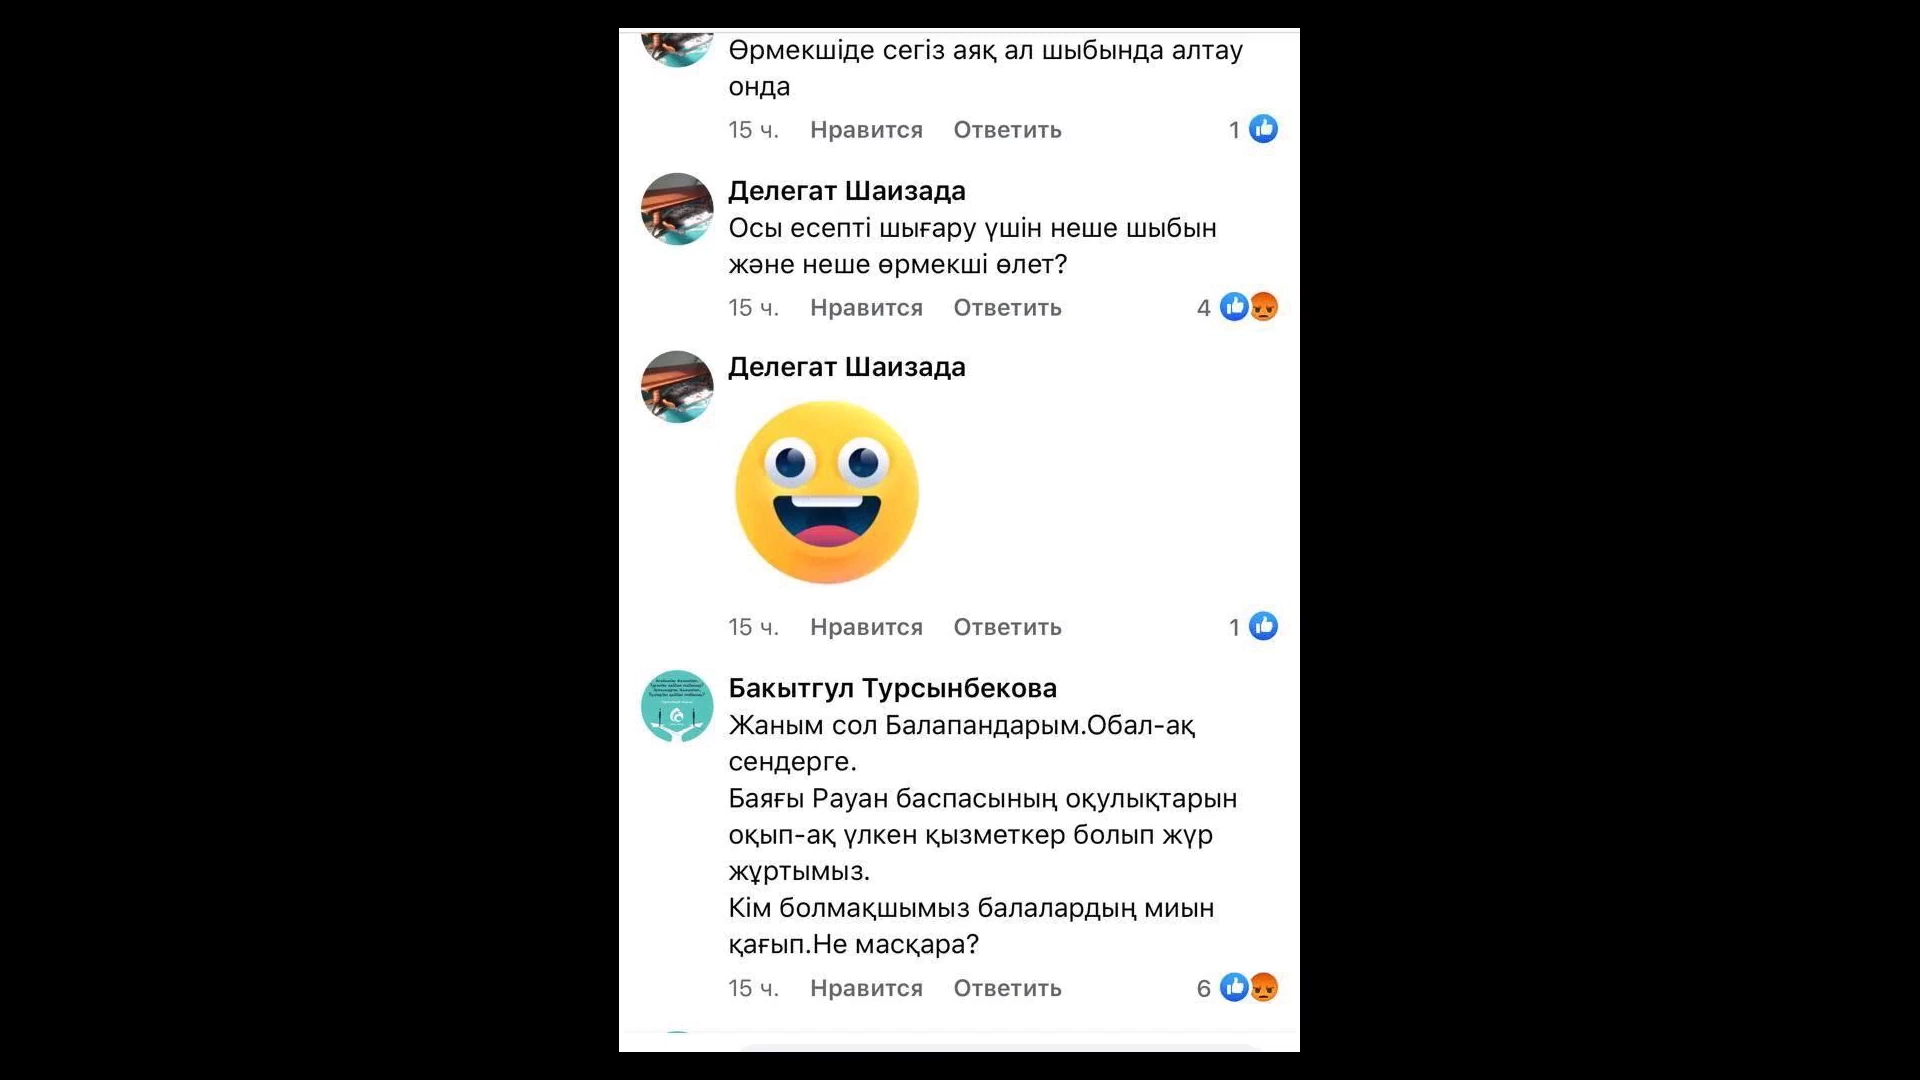 Өрмекшіде сегіз аяқ ал шыбында алтау
онда
15 ч. Нравится Ответить 1
Делегат Шаизада
Осы есепті шығару үшін неше шыбын
және неше өрмекші өлет?
15 ч. Нравится Ответить 4
Делегат Шаизада
15 ч. Нравится Ответить 1
Бакытгул Турсынбекова
Жаным сол Балапандарым.Обал-ақ
сендерге.
Баяғы Рауан баспасының оқулықтарын
оқып-ақ үлкен қызметкер болып жүр
жұртымыз.
Кім болмақшымыз балалардың миын
қағып.Не масқара?
15 ч. Нравится Ответить 6